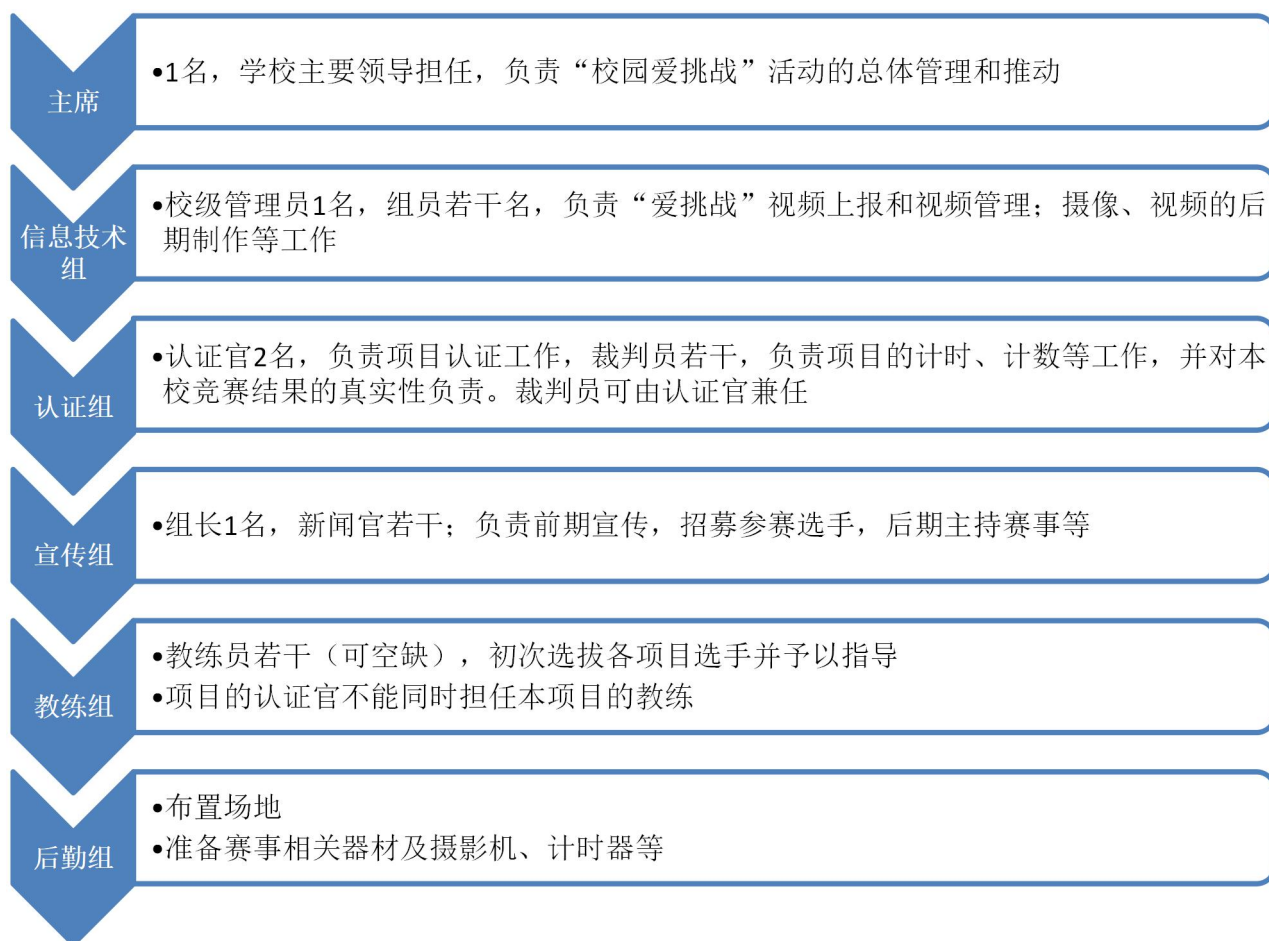 主席
•1名，学校主要领导担任，负责“校园爱挑战”活动的总体管理和推动
信息技术
组
•校级管理员1名，组员若干名，负责“爱挑战”视频上报和视频管理；摄像、视频的后
期制作等工作
认证组
•认证官2名，负责项目认证工作，裁判员若干，负责项目的计时、计数等工作，并对本
校竞赛结果的真实性负责。裁判员可由认证官兼任
宣传组
•组长1名，新闻官若干；负责前期宣传，招募参赛选手，后期主持赛事等
教练组
•教练员若干（可空缺），初次选拔各项目选手并予以指导
•项目的认证官不能同时担任本项目的教练
后勤组
•布置场地
•准备赛事相关器材及摄影机、计时器等